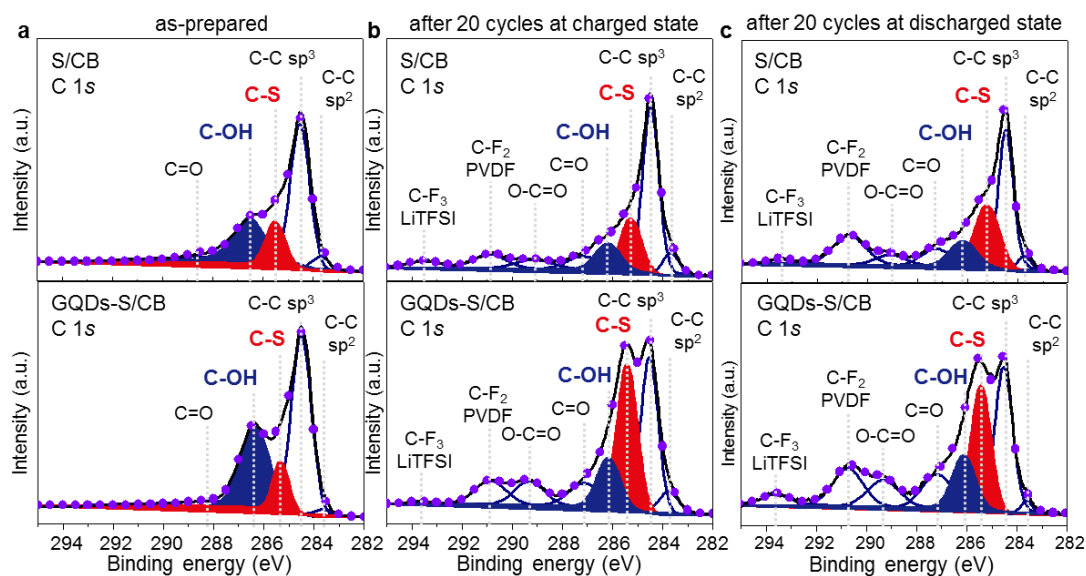 a as-prepared
S/CB
C 1s
C-C sp³
C-C
sp²
C-S
C-OH
C=O
Intensity (a.u.)
GQDs-S/CB
C 1s
C-C sp³
C-C
sp²
C-S
C-OH
C=O
Intensity (a.u.)
294 292 290 288 286 284 282
Binding energy (eV)
b after 20 cycles at charged state
S/CB
C 1s
C-C sp³
C-C
sp²
C-S
C-OH
C-F₂
PVDF
C=O
O-C=O
C-F₃
LiTFSI
Intensity (a.u.)
GQDs-S/CB
C 1s
C-C sp³
C-C
sp²
C-S
C-OH
C-F₂
PVDF
C=O
O-C=O
C-F₃
LiTFSI
Intensity (a.u.)
294 292 290 288 286 284 282
Binding energy (eV)
c after 20 cycles at discharged state
S/CB
C 1s
C-C sp³
C-C
sp²
C-S
C-OH
C-F₂
PVDF
C=O
O-C=O
C-F₃
LiTFSI
Intensity (a.u.)
GQDs-S/CB
C 1s
C-C sp³
C-C
sp²
C-S
C-OH
C-F₂
PVDF
C=O
O-C=O
C-F₃
LiTFSI
Intensity (a.u.)
294 292 290 288 286 284 282
Binding energy (eV)